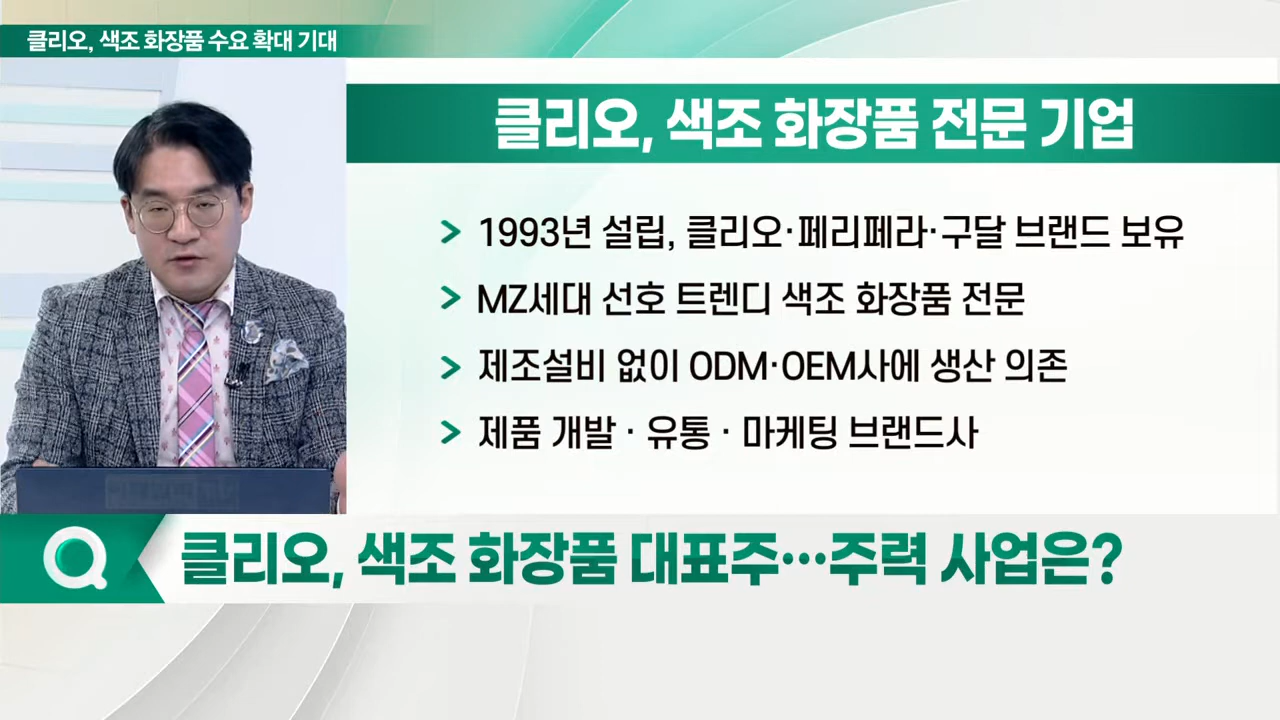 클리오, 색조 화장품 수요 확대 기대
클리오, 색조 화장품 전문 기업
> 1993년 설립, 클리오·페리페라·구달 브랜드 보유
> MZ세대 선호 트렌디 색조 화장품 전문
> 제조설비 없이 ODM·OEM사에 생산 의존
> 제품 개발 · 유통 · 마케팅 브랜드사
Q 클리오, 색조 화장품 대표주…주력 사업은?